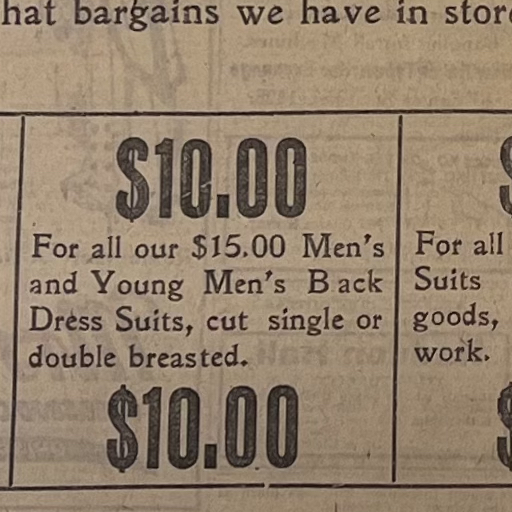 hat bargains we have in stor
$10.00
For all our $15.00 Men's
and Young Men's B ack
Dress Suits, cut single or
double breasted.
$10.00
For all
Suits
goods,
work.